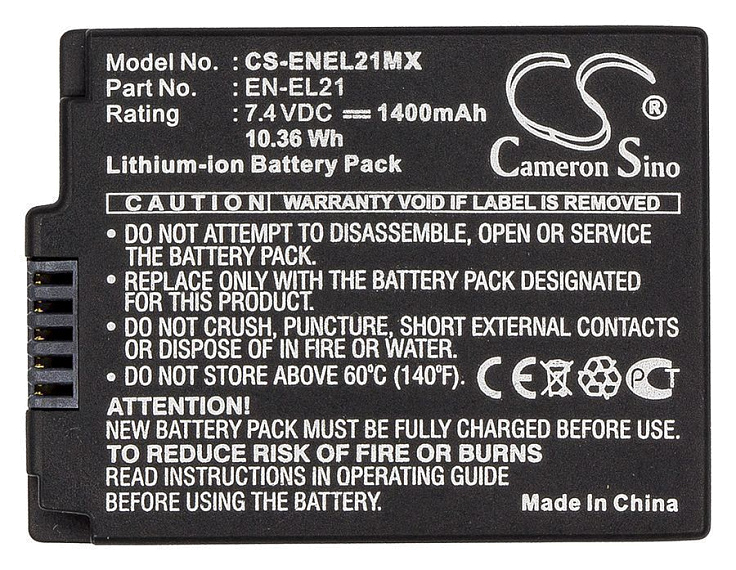 Model No. : CS-ENEL21MX
Part No. : EN-EL21
Rating : 7.4 VDC 1400mAh
10.36 Wh
Lithium-ion Battery Pack
Cameron Sino
®
CAUTION! WARRANTY VOID IF LABEL IS REMOVED
• DO NOT ATTEMPT TO DISASSEMBLE, OPEN OR SERVICE
THE BATTERY PACK.
• REPLACE ONLY WITH THE BATTERY PACK DESIGNATED
FOR THIS PRODUCT.
• DO NOT CRUSH, PUNCTURE, SHORT EXTERNAL CONTACTS
OR DISPOSE OF IN FIRE OR WATER.
• DO NOT STORE ABOVE 60°C (140°F).
CE PCT
ATTENTION!
NEW BATTERY PACK MUST BE FULLY CHARGED BEFORE USE
TO REDUCE RISK OF FIRE OR BURNS
READ INSTRUCTIONS IN OPERATING GUIDE
BEFORE USING THE BATTERY.
Made In China